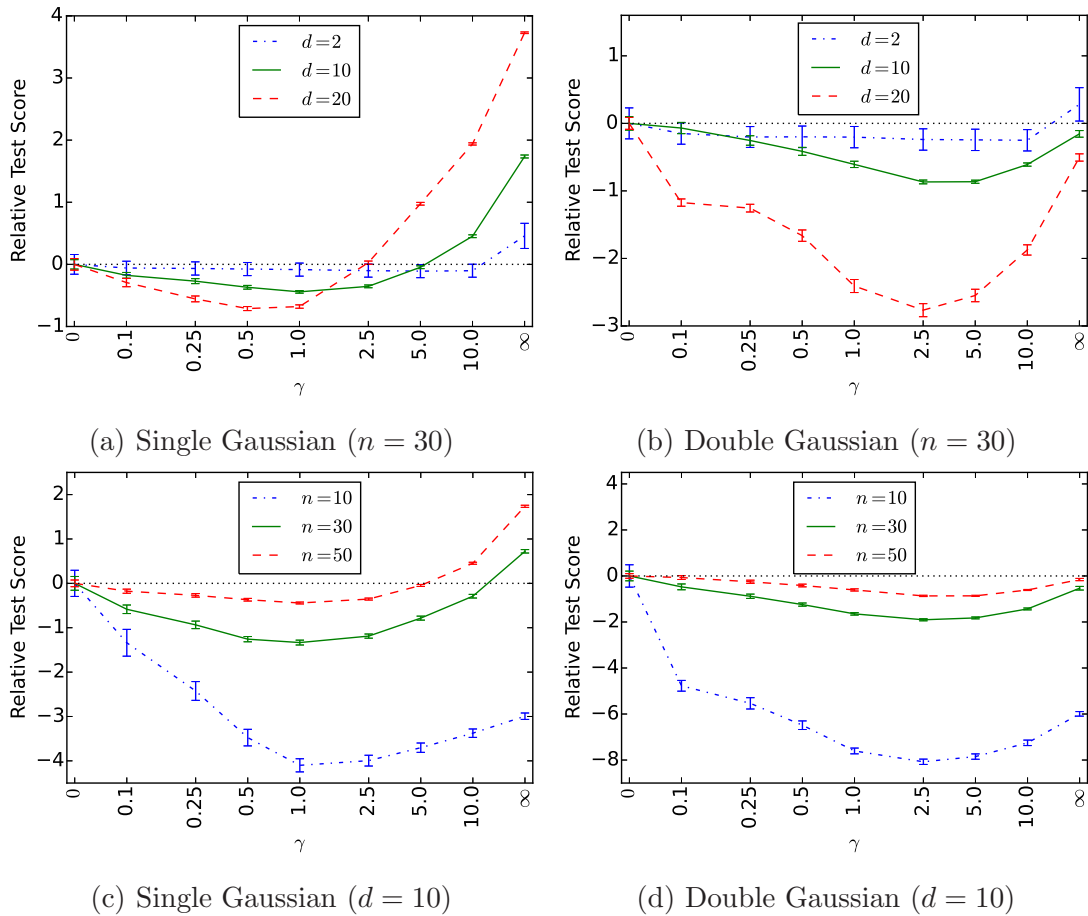 4
3
2
1
0
−1
Relative Test Score
d=2
d=10
d=20
0
0.1
0.25
0.5
1.0
2.5
5.0
10.0
∞
γ
(a) Single Gaussian (n = 30)
1
0
−1
−2
−3
Relative Test Score
d=2
d=10
d=20
0
0.1
0.25
0.5
1.0
2.5
5.0
10.0
∞
γ
(b) Double Gaussian (n = 30)
2
1
0
−1
−2
−3
−4
Relative Test Score
n=10
n=30
n=50
0
0.1
0.25
0.5
1.0
2.5
5.0
10.0
∞
γ
(c) Single Gaussian (d = 10)
4
2
0
−2
−4
−6
−8
Relative Test Score
n=10
n=30
n=50
0
0.1
0.25
0.5
1.0
2.5
5.0
10.0
∞
γ
(d) Double Gaussian (d = 10)